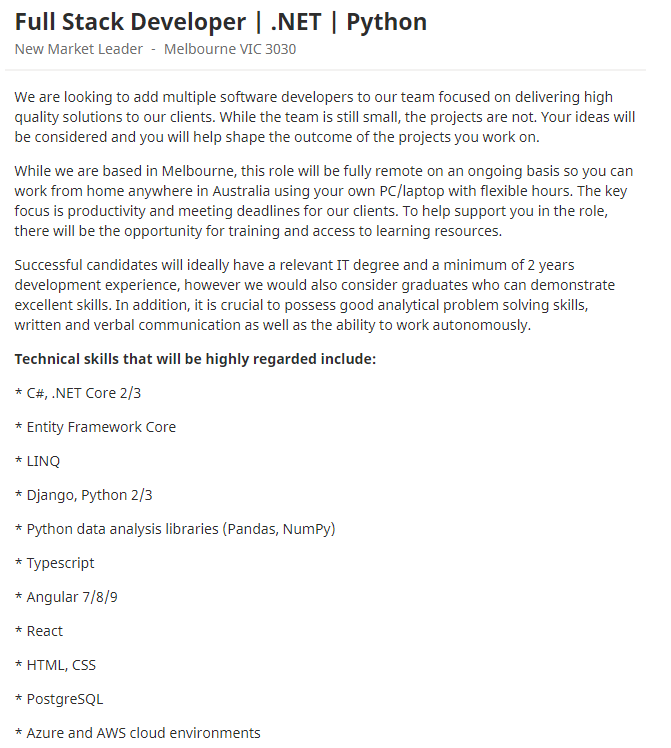 Full Stack Developer | .NET | Python
New Market Leader - Melbourne VIC 3030
We are looking to add multiple software developers to our team focused on delivering high
quality solutions to our clients. While the team is still small, the projects are not. Your ideas will
be considered and you will help shape the outcome of the projects you work on.
While we are based in Melbourne, this role will be fully remote on an ongoing basis so you can
work from home anywhere in Australia using your own PC/laptop with flexible hours. The key
focus is productivity and meeting deadlines for our clients. To help support you in the role,
there will be the opportunity for training and access to learning resources.
Successful candidates will ideally have a relevant IT degree and a minimum of 2 years
development experience, however we would also consider graduates who can demonstrate
excellent skills. In addition, it is crucial to possess good analytical problem solving skills,
written and verbal communication as well as the ability to work autonomously.
Technical skills that will be highly regarded include:
* C#, .NET Core 2/3
* Entity Framework Core
* LINQ
* Django, Python 2/3
* Python data analysis libraries (Pandas, NumPy)
* Typescript
* Angular 7/8/9
* React
* HTML, CSS
* PostgreSQL
* Azure and AWS cloud environments